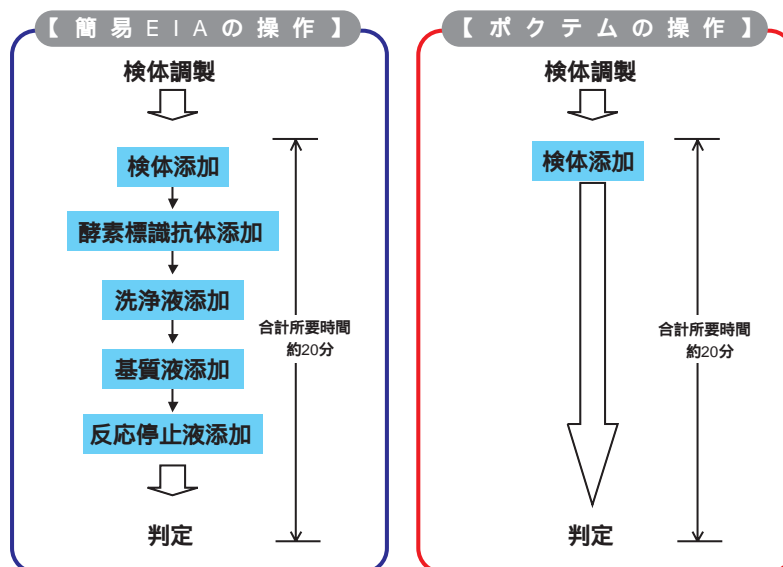 【簡易EIAの操作】
検体調製
検体添加
酵素標識抗体添加
洗浄液添加
基質液添加
反応停止液添加
判定
合計所要時間
約20分
【ポクテムの操作】
検体調製
検体添加
判定
合計所要時間
約20分